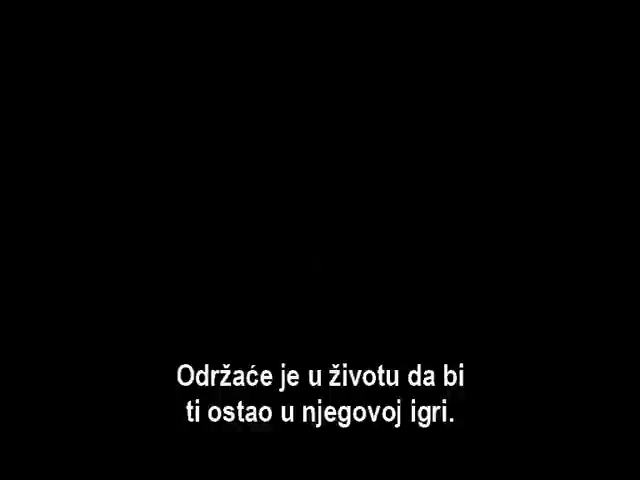 Održaće je u životu da bi
ti ostao u njegovoj igri.